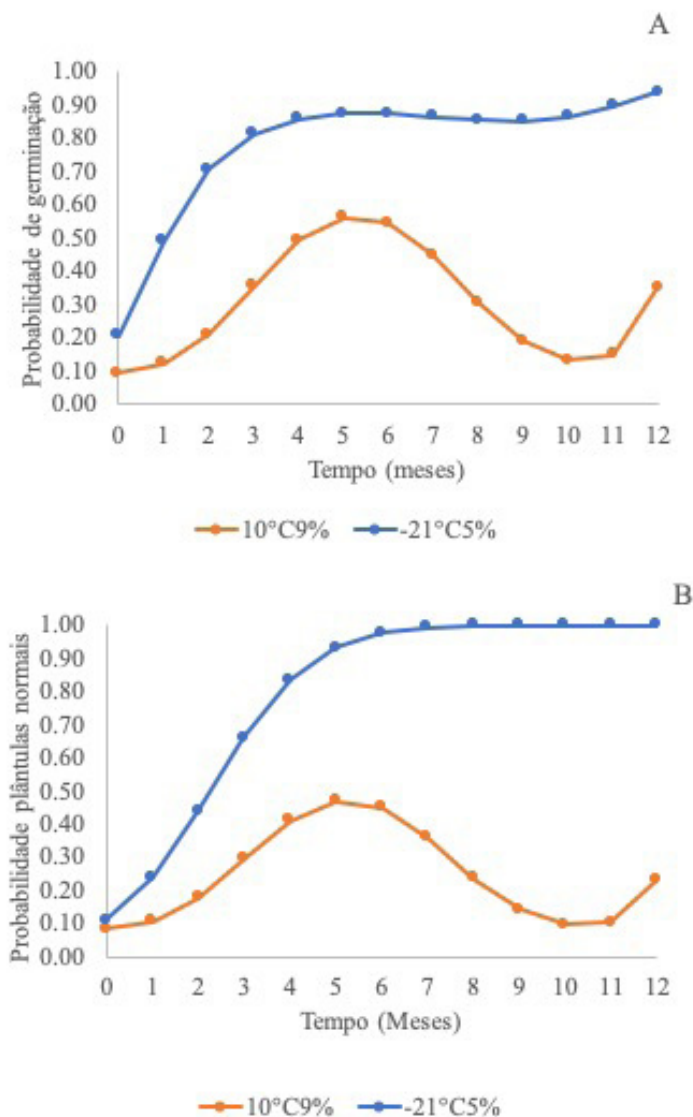 A
Probabilidade de germinação
1.00
0.90
0.80
0.70
0.60
0.50
0.40
0.30
0.20
0.10
0.00
0 1 2 3 4 5 6 7 8 9 10 11 12
Tempo (meses)
10°C9% -21°C5%
B
Probabilidade plântulas normais
1.00
0.90
0.80
0.70
0.60
0.50
0.40
0.30
0.20
0.10
0.00
0 1 2 3 4 5 6 7 8 9 10 11 12
Tempo (Meses)
10°C9% -21°C5%